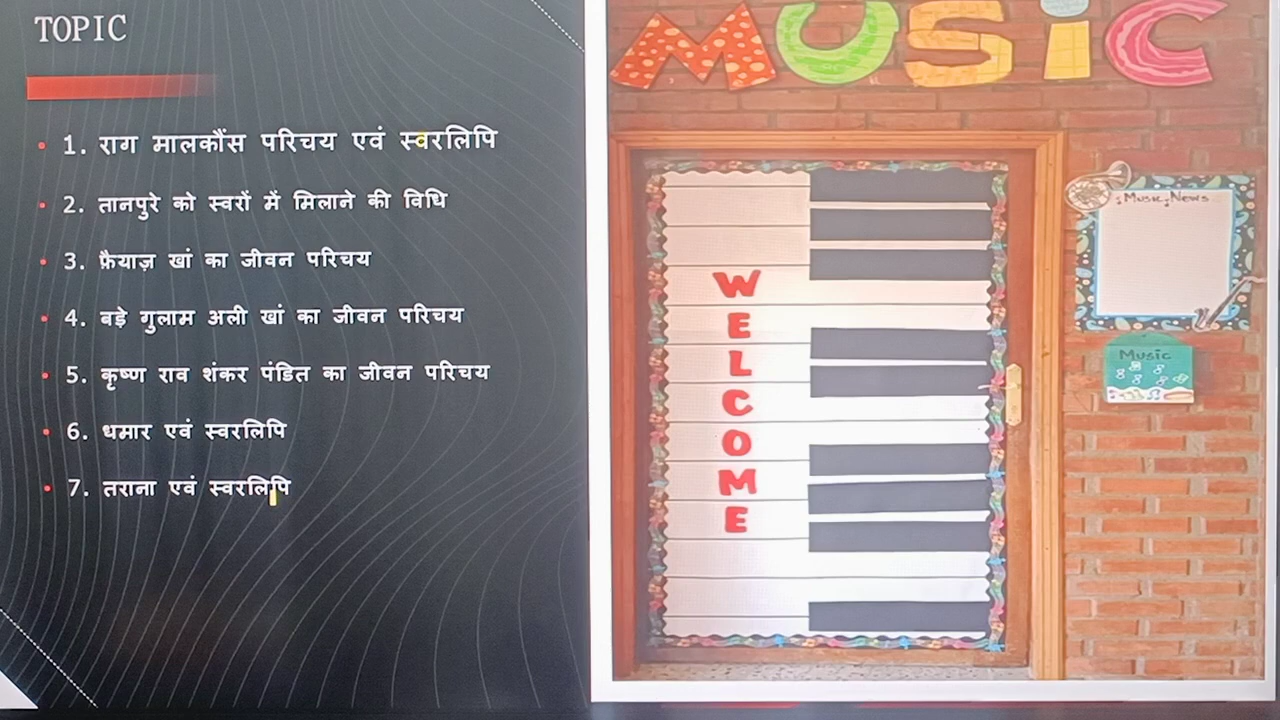 TOPIC
1. राग मालकौंस परिचय एवं स्वरलिपि
2. तानपुरे को स्वरों में मिलाने की विधि
3. फ़ैयाज़ खां का जीवन परिचय
4. बड़े गुलाम अली खां का जीवन परिचय
5. कृष्ण राव शंकर पंडित का जीवन परिचय
6. धमार एवं स्वरलिपि
7. तराना एवं स्वरलिपि
MUSiC
WELCOME
Music News
Music